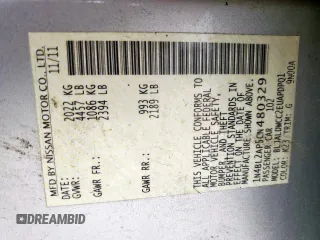 MFD BY NISSAN MOTOR CO., LTD.
11/11
GVWR: 2022 KG
4457 LB
GAWR FR: 1086 KG
2394 LB
GAWR RR: 993 KG
2189 LB
THIS VEHICLE CONFORMS TO
ALL APPLICABLE FEDERAL
MOTOR VEHICLE SAFETY,
BUMPER, AND THEFT
PREVENTION STANDARDS
IN EFFECT ON THE DATE OF
MANUFACTURE SHOWN ABOVE.
1N4BL2AP5CN480329
PASSENGER CAR
COLOR: K23 TRIM: G
DREAMBID